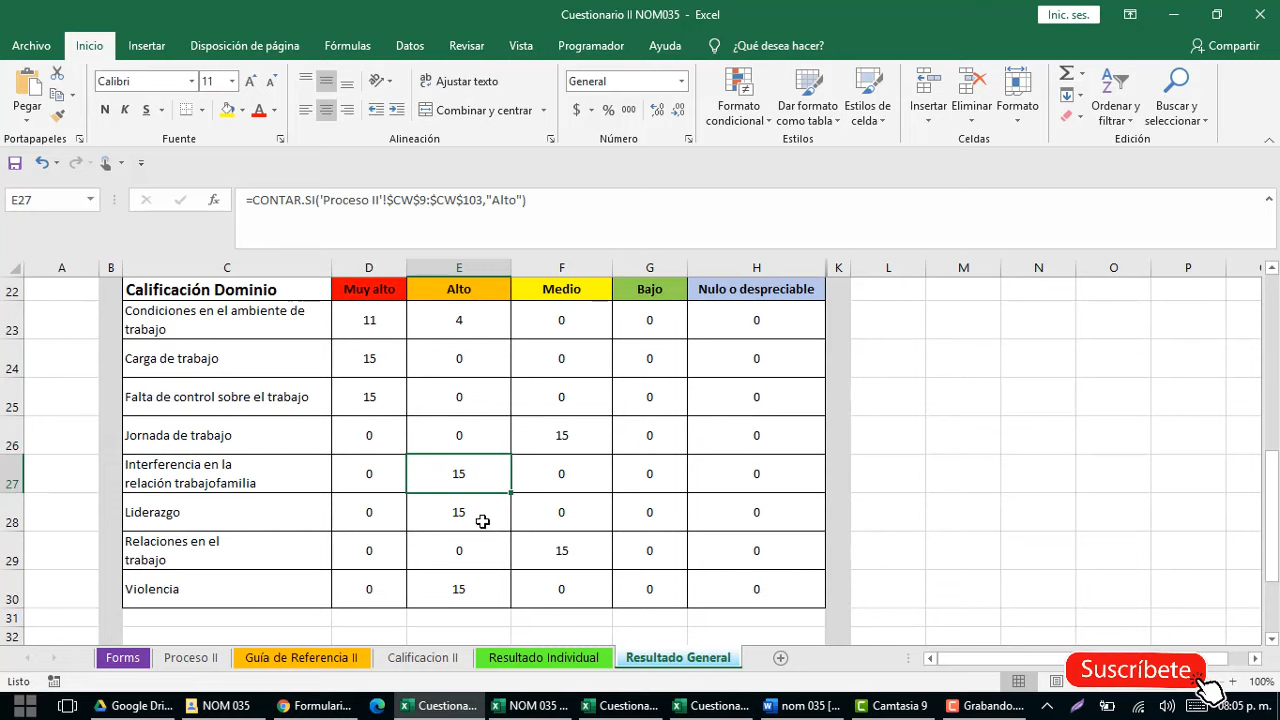 Cuestionario II NOM035 - Excel
Inic. ses.
Archivo Inicio Insertar Disposición de página Fórmulas Datos Revisar Vista Programador Ayuda ¿Qué desea hacer? Compartir
Pegar
Calibri 11
N K S
Ajustar texto
Combinar y centrar
General
$ % 000
Formato condicional
Dar formato como tabla
Estilos de celda
Insertar
Eliminar
Formato
Ordenar y filtrar
Buscar y seleccionar
Portapapeles Fuente Alineación Número Estilos Celdas Edición
E27 fx =CONTAR.SI('Proceso II'!$CW$9:$CW$103,"Alto")
A B C D E F G H K L M N O P
22 Calificación Dominio Muy alto Alto Medio Bajo Nulo o despreciable
23 Condiciones en el ambiente de trabajo 11 4 0 0 0
24 Carga de trabajo 15 0 0 0 0
25 Falta de control sobre el trabajo 15 0 0 0 0
26 Jornada de trabajo 0 0 15 0 0
27 Interferencia en la relación trabajofamilia 0 15 0 0 0
28 Liderazgo 0 15 0 0 0
29 Relaciones en el trabajo 0 0 15 0 0
30 Violencia 0 15 0 0 0
31
32
Forms Proceso II Guía de Referencia II Calificacion II Resultado Individual Resultado General
Suscríbete
Listo 100%
Google Dri... NOM 035 Formulari... Cuestiona... NOM 035 ... Cuestiona... Cuestiona... nom 035 [... Camtasia 9 Grabando.... 08:05 p. m.